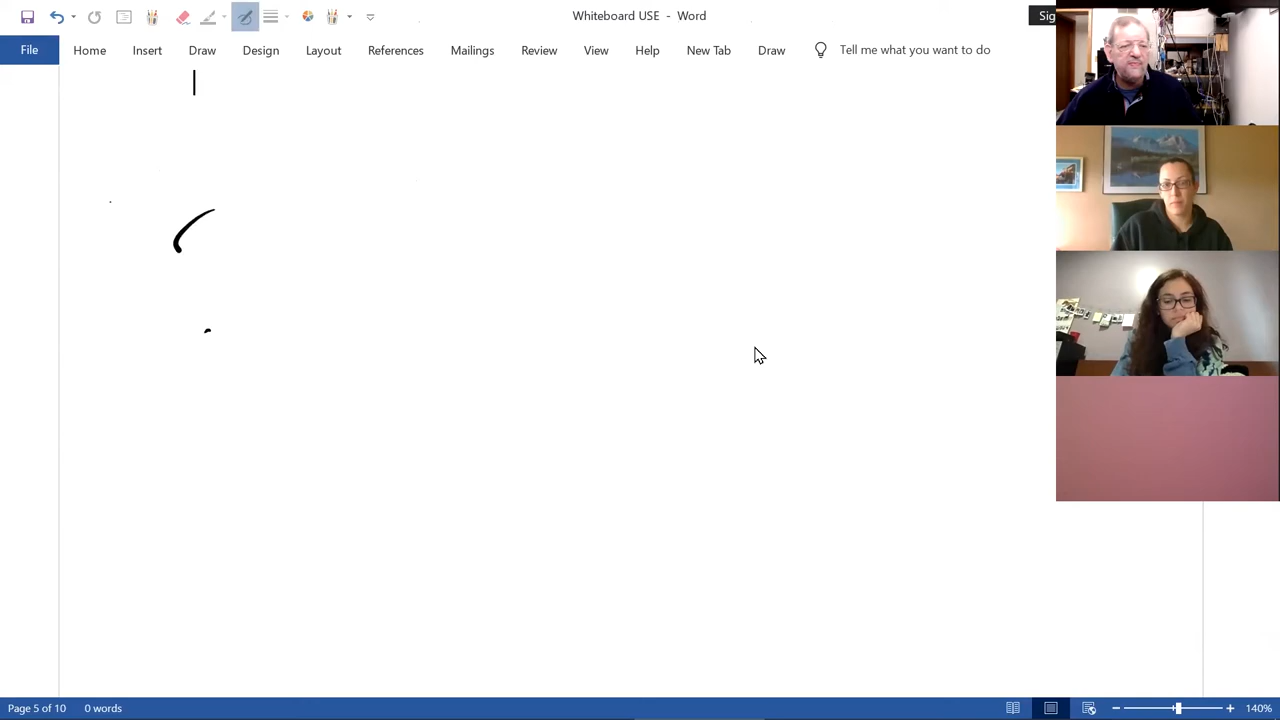 Whiteboard USE - Word
Sig
File Home Insert Draw Design Layout References Mailings Review View Help New Tab Draw Tell me what you want to do
Page 5 of 10 0 words 140%